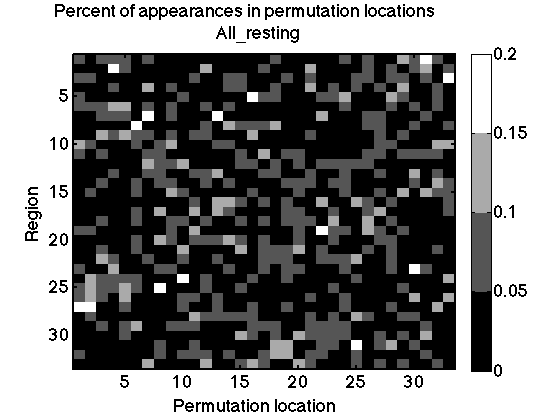 Percent of appearances in permutation locations
All_resting
0.2
0.15
0.1
0.05
0
Region
5
10
15
20
25
30
5 10 15 20 25 30
Permutation location